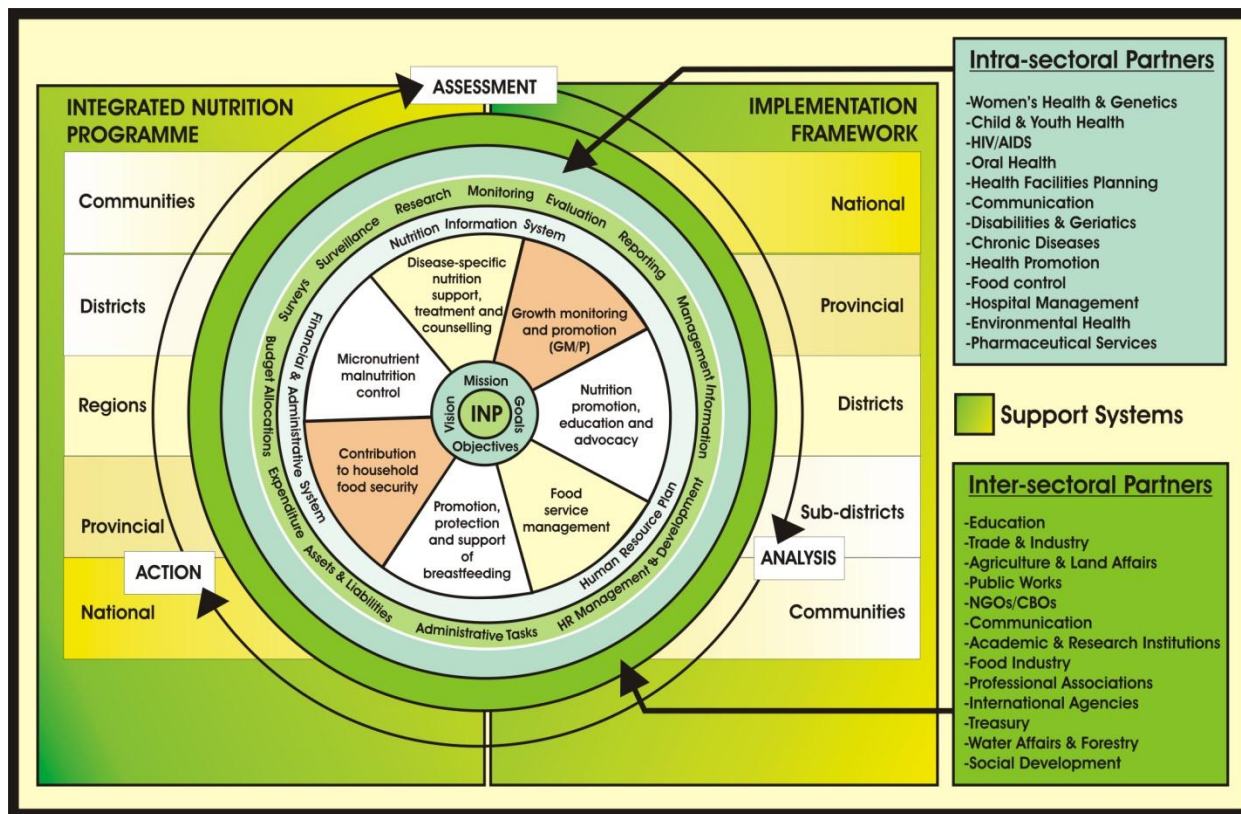 ASSESSMENT
INTEGRATED NUTRITION
PROGRAMME
IMPLEMENTATION
FRAMEWORK
Communities
Districts
Regions
Provincial
National
ACTION
National
Provincial
Districts
Sub-districts
Communities
ANALYSIS
Surveys Surveillance Research Monitoring Evaluation Reporting Management Information
HR Management & Development
Administrative Tasks
Assets & Liabilities
Expenditure
Budget Allocations
Nutrition Information System
Human Resource Plan
Financial & Administrative System
Disease-specific
nutrition
support,
treatment and
counselling
Growth monitoring
and promotion
(GM/P)
Nutrition
promotion,
education and
advocacy
Food
service
management
Promotion,
protection
and support
of
breastfeeding
Contribution
to household
food security
Micronutrient
malnutrition
control
Mission
Goals
Objectives
Vision
INP
Intra-sectoral Partners
-Women's Health & Genetics
-Child & Youth Health
-HIV/AIDS
-Oral Health
-Health Facilities Planning
-Communication
-Disabilities & Geriatics
-Chronic Diseases
-Health Promotion
-Food control
-Hospital Management
-Environmental Health
-Pharmaceutical Services
Support Systems
Inter-sectoral Partners
-Education
-Trade & Industry
-Agriculture & Land Affairs
-Public Works
-NGOs/CBOs
-Communication
-Academic & Research Institutions
-Food Industry
-Professional Associations
-International Agencies
-Treasury
-Water Affairs & Forestry
-Social Development